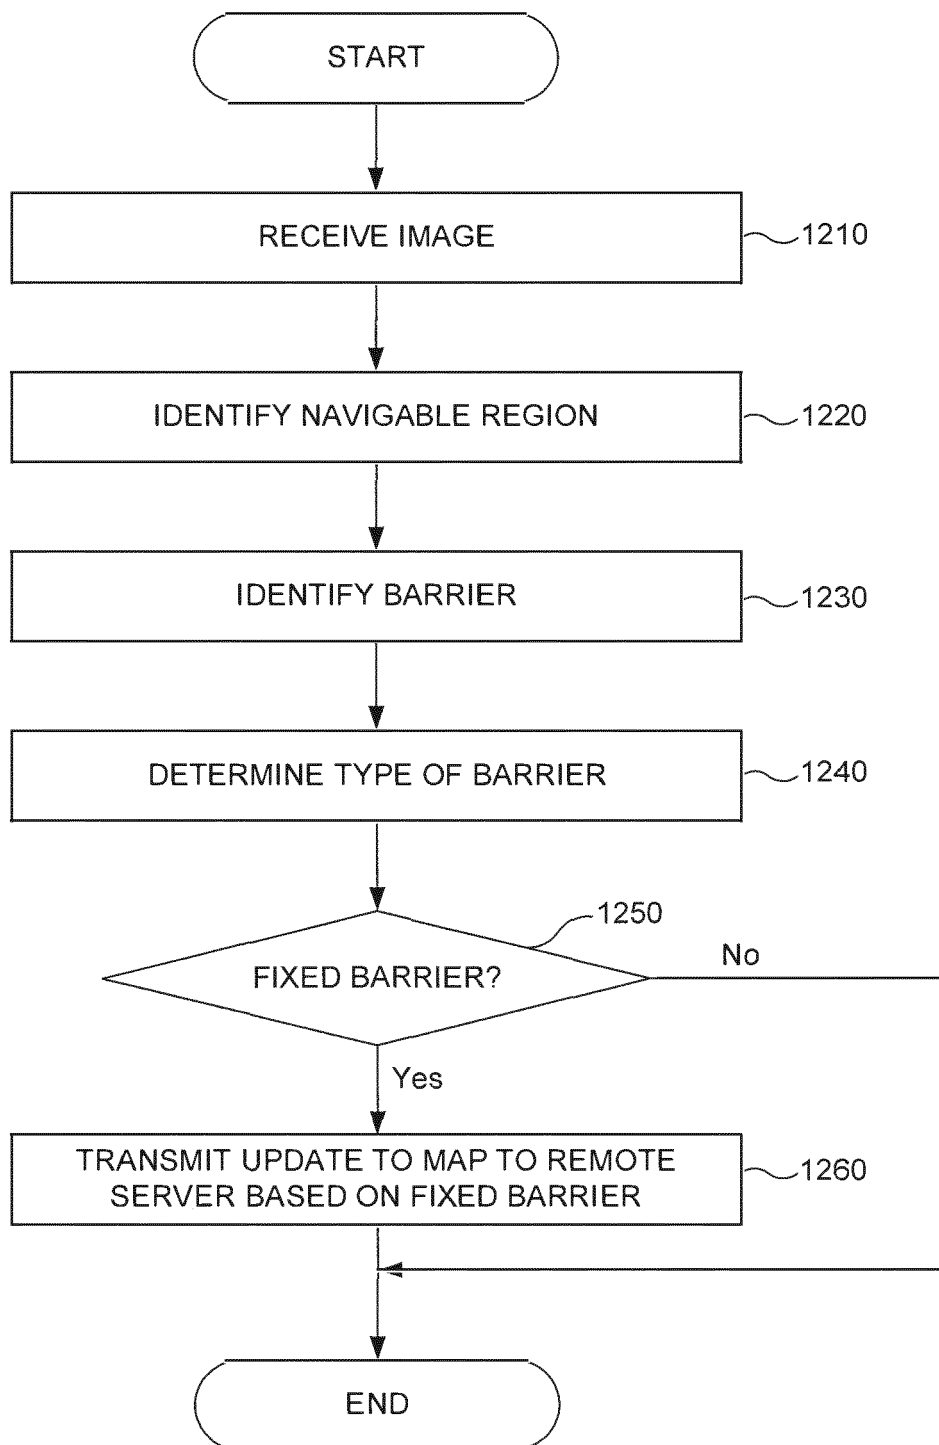 START
RECEIVE IMAGE
1210
IDENTIFY NAVIGABLE REGION
1220
IDENTIFY BARRIER
1230
DETERMINE TYPE OF BARRIER
1240
1250
FIXED BARRIER?
No
Yes
TRANSMIT UPDATE TO MAP TO REMOTE
SERVER BASED ON FIXED BARRIER
1260
END